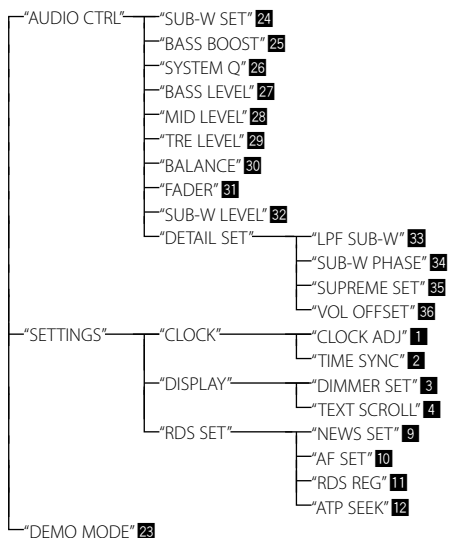 “AUDIO CTRL” “SUB-W SET” 24
“BASS BOOST” 25
“SYSTEM Q” 26
“BASS LEVEL” 27
“MID LEVEL” 28
“TRE LEVEL” 29
“BALANCE” 30
“FADER” 31
“SUB-W LEVEL” 32
“DETAIL SET” “LPF SUB-W” 33
“SUB-W PHASE” 34
“SUPREME SET” 35
“VOL OFFSET” 36
“SETTINGS” “CLOCK” “CLOCK ADJ” 1
“TIME SYNC” 2
“DISPLAY” “DIMMER SET” 3
“TEXT SCROLL” 4
“RDS SET” “NEWS SET” 9
“AF SET” 10
“RDS REG” 11
“ATP SEEK” 12
“DEMO MODE” 23